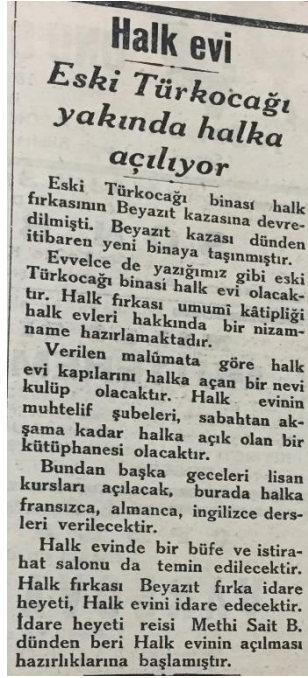 Halk evi
Eski Türkocağı
yakında halka
açılıyor
Eski Türkocağı binası halk
fırkasının Beyazıt kazasına devre-
dilmişti. Beyazıt kazası dünden
itibaren yeni binaya taşınmıştır.
Evvelce de yazığımız gibi eski
Türkocağı binası halk evi olacak-
tır. Halk fırkası umumî kâtipliği
halk evleri hakkında bir nizam-
name hazırlamaktadır.
Verilen malûmata göre halk
evi kapılarını halka açan bir nevi
kulüp olacaktır. Halk evinin
muhtelif şubeleri, sabahtan ak-
şama kadar halka açık olan bir
kütüphanesi olacaktır.
Bundan başka geceleri lisan
kursları açılacak, burada halka
fransızca, almanca, ingilizce ders-
leri verilecektir.
Halk evinde bir büfe ve istira-
hat salonu da temin edilecektir.
Halk fırkası Beyazıt fırka idare
heyeti, Halk evini idare edecektir.
İdare heyeti reisi Methi Sait B.
dünden beri Halk evinin açılması
hazırlıklarına başlamıştır.